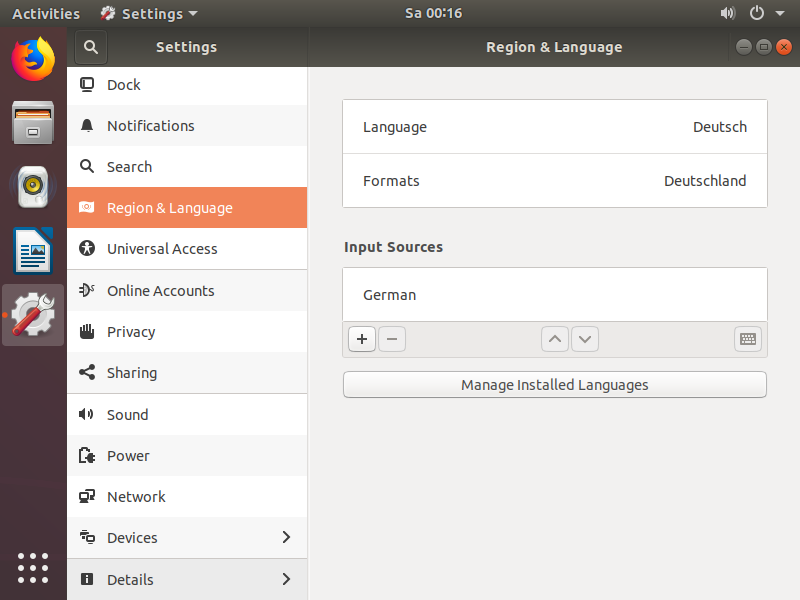 Activities
Settings
Sa 00:16
Settings
Region & Language
Dock
Notifications
Search
Region & Language
Universal Access
Online Accounts
Privacy
Sharing
Sound
Power
Network
Devices
Details
Language
Deutsch
Formats
Deutschland
Input Sources
German
Manage Installed Languages